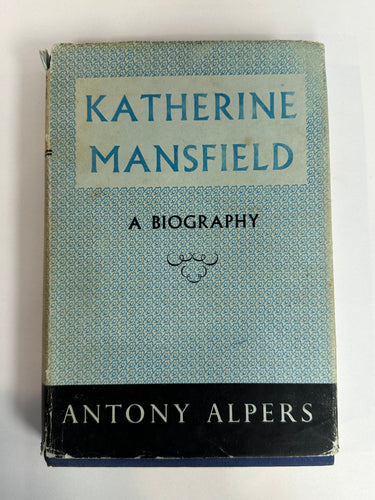 KATHERINE
MANSFIELD
A BIOGRAPHY
ANTONY ALPERS